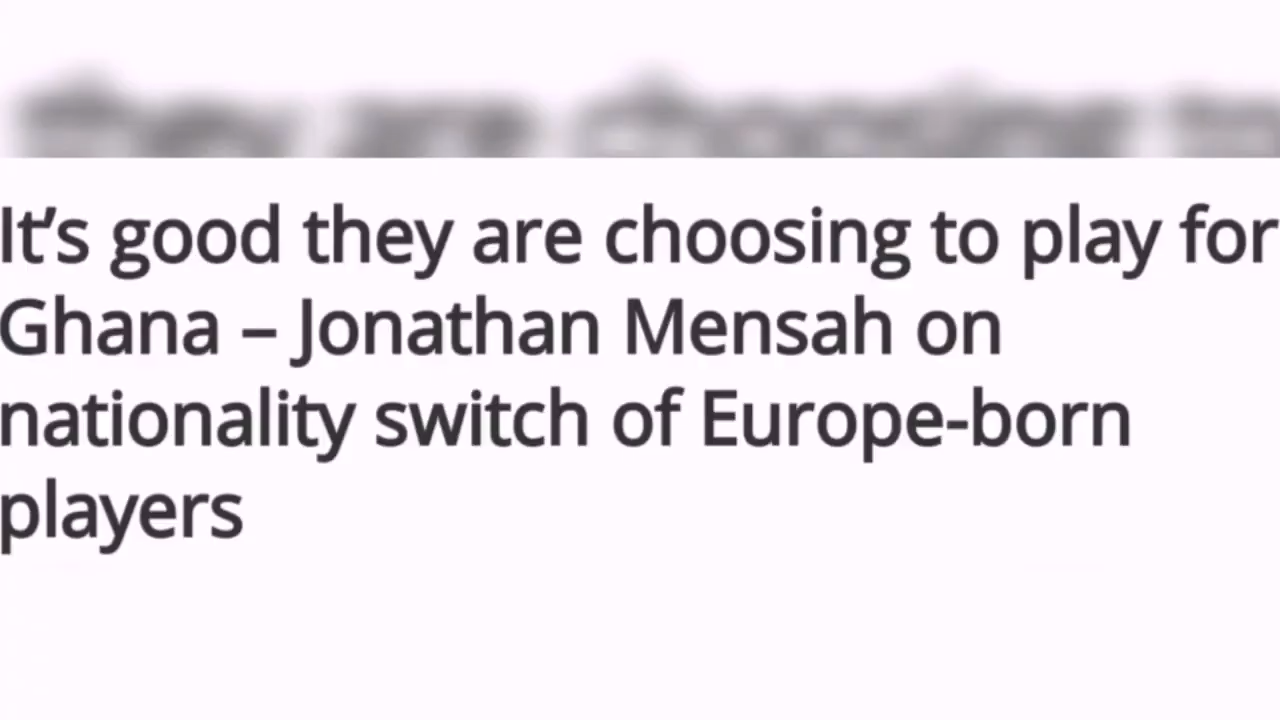 It’s good they are choosing to play for
Ghana – Jonathan Mensah on
nationality switch of Europe-born
players